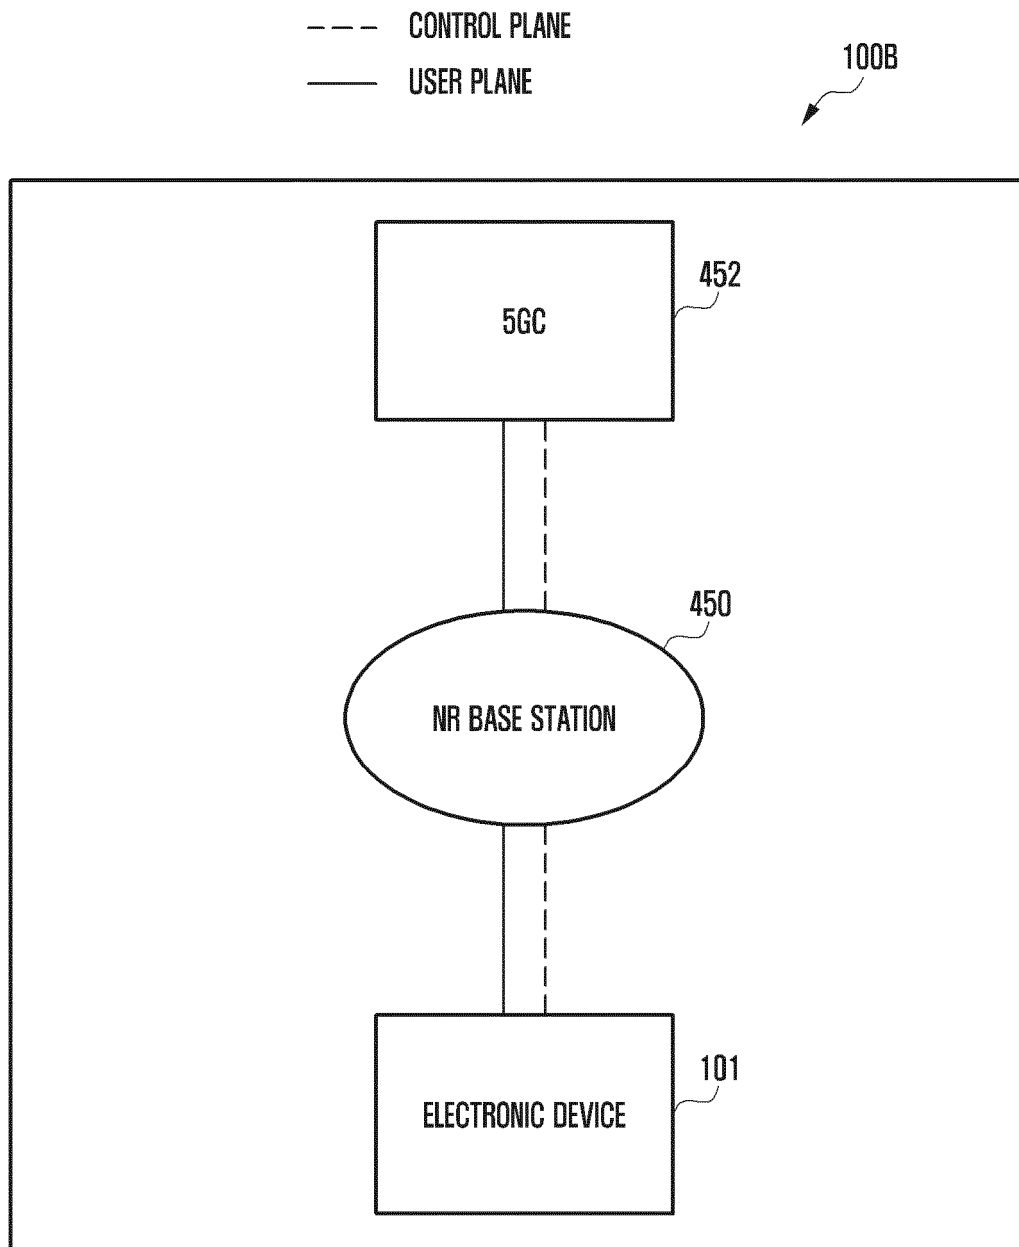 CONTROL PLANE
USER PLANE
100B
5GC
452
450
NR BASE STATION
101
ELECTRONIC DEVICE